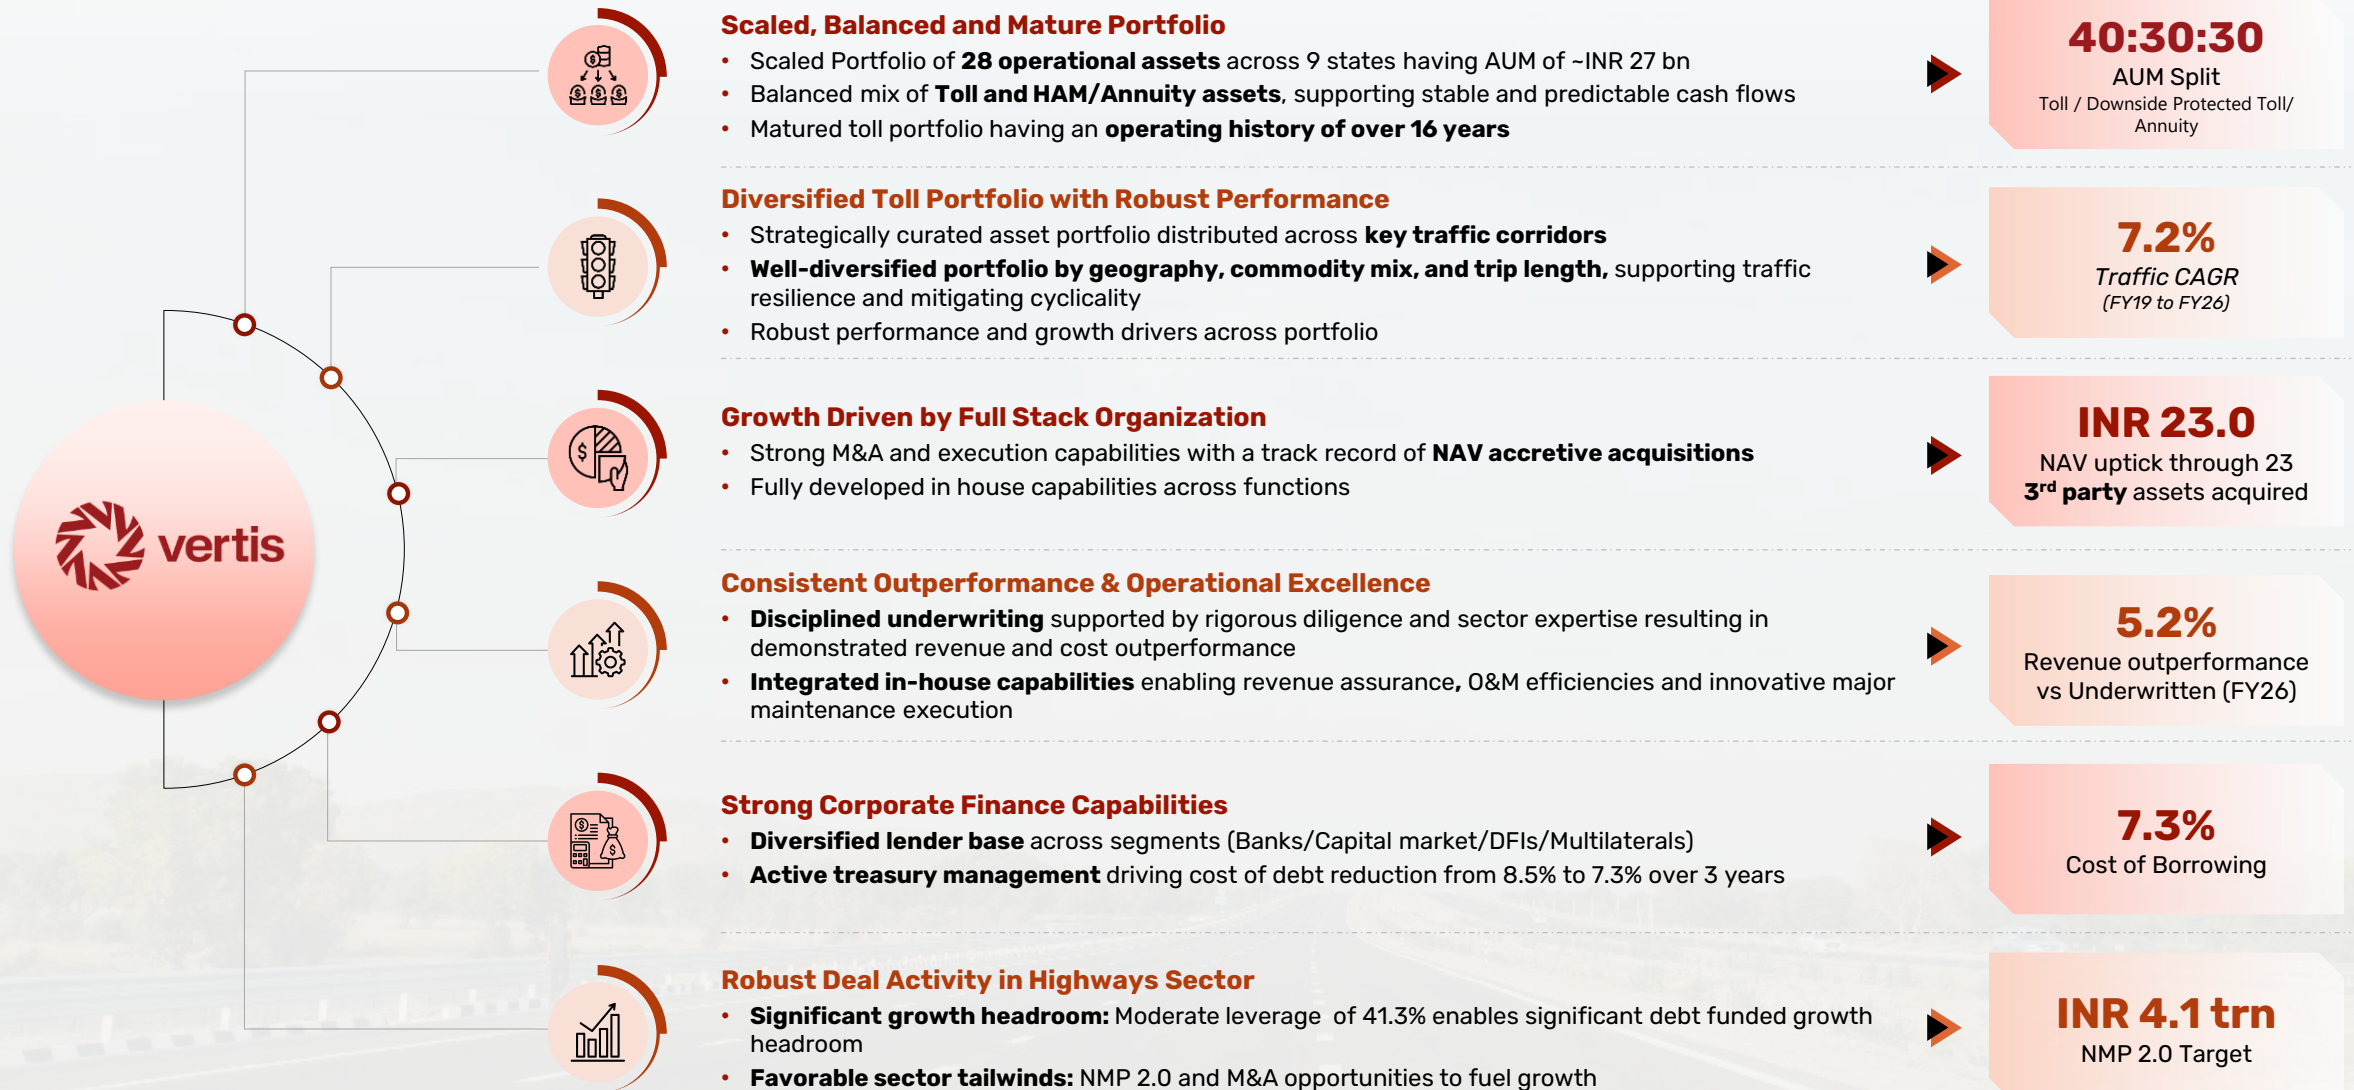 vertis
Scaled, Balanced and Mature Portfolio
• Scaled Portfolio of 28 operational assets across 9 states having AUM of ~INR 27 bn
• Balanced mix of Toll and HAM/Annuity assets, supporting stable and predictable cash flows
• Matured toll portfolio having an operating history of over 16 years
40:30:30
AUM Split
Toll / Downside Protected Toll/
Annuity
Diversified Toll Portfolio with Robust Performance
• Strategically curated asset portfolio distributed across key traffic corridors
• Well-diversified portfolio by geography, commodity mix, and trip length, supporting traffic
resilience and mitigating cyclicality
• Robust performance and growth drivers across portfolio
7.2%
Traffic CAGR
(FY19 to FY26)
Growth Driven by Full Stack Organization
• Strong M&A and execution capabilities with a track record of NAV accretive acquisitions
• Fully developed in house capabilities across functions
INR 23.0
NAV uptick through 23
3rd party assets acquired
Consistent Outperformance & Operational Excellence
• Disciplined underwriting supported by rigorous diligence and sector expertise resulting in
demonstrated revenue and cost outperformance
• Integrated in-house capabilities enabling revenue assurance, O&M efficiencies and innovative major
maintenance execution
5.2%
Revenue outperformance
vs Underwritten (FY26)
Strong Corporate Finance Capabilities
• Diversified lender base across segments (Banks/Capital market/DFIs/Multilaterals)
• Active treasury management driving cost of debt reduction from 8.5% to 7.3% over 3 years
7.3%
Cost of Borrowing
Robust Deal Activity in Highways Sector
• Significant growth headroom: Moderate leverage of 41.3% enables significant debt funded growth
headroom
• Favorable sector tailwinds: NMP 2.0 and M&A opportunities to fuel growth
INR 4.1 trn
NMP 2.0 Target